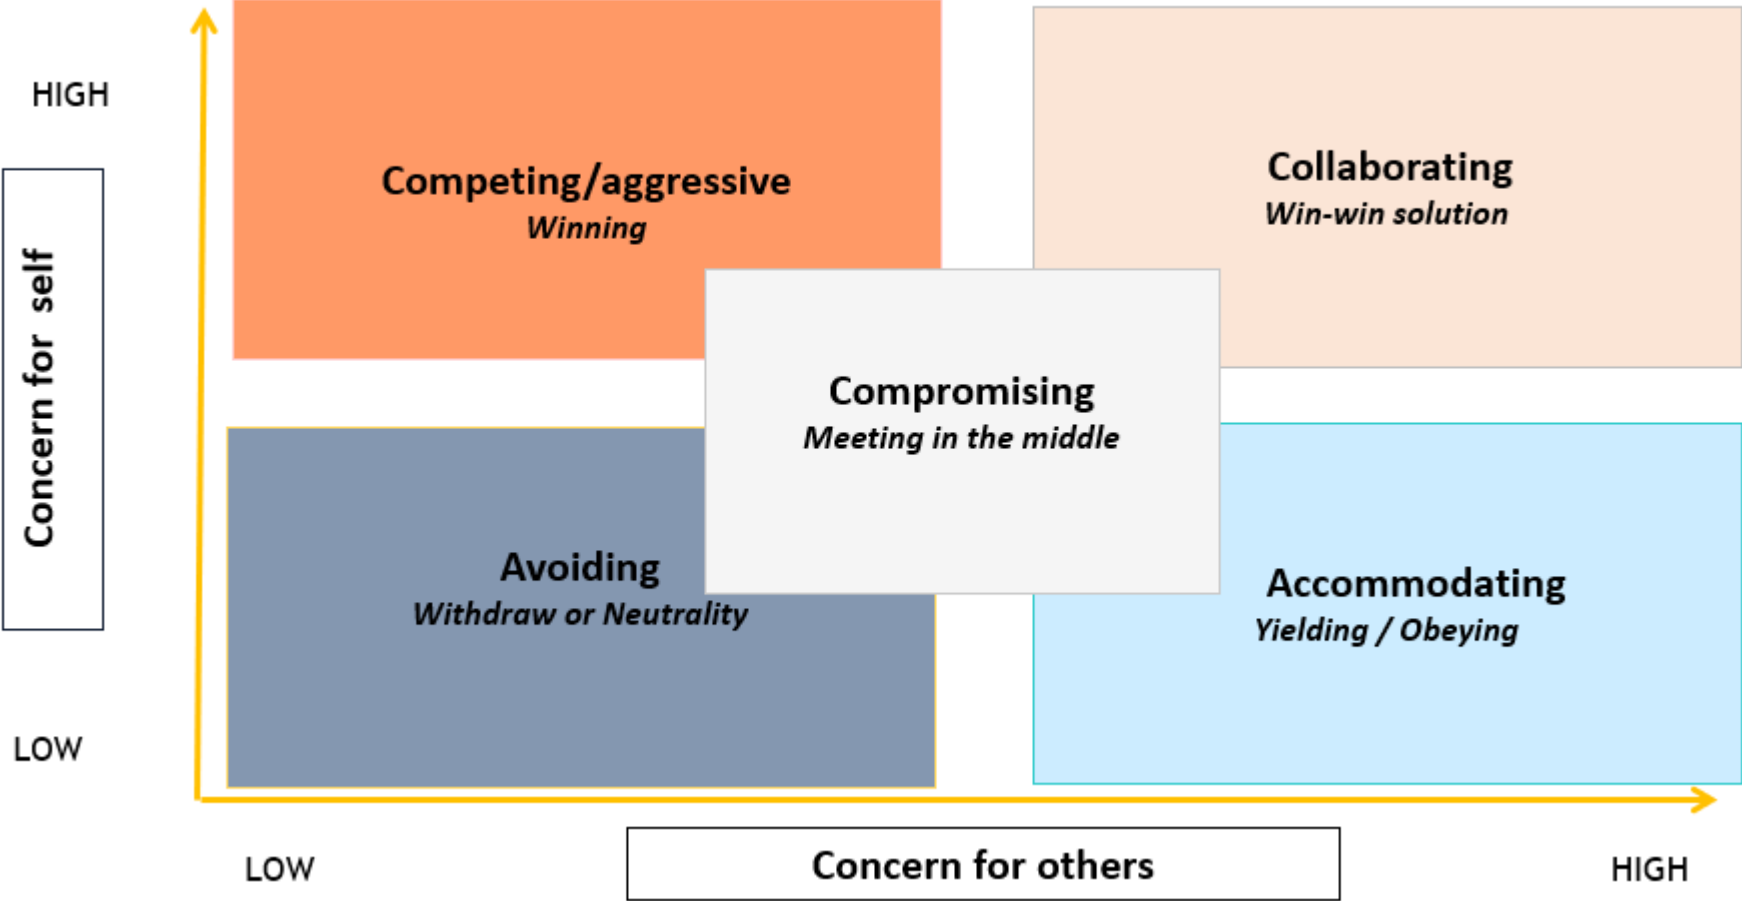 HIGH
Competing/aggressive
Winning
Collaborating
Win-win solution
Concern for  self
Compromising
Meeting in the middle
Avoiding
Withdraw or Neutrality
Accommodating
Yielding / Obeying
LOW
LOW
Concern for others
HIGH